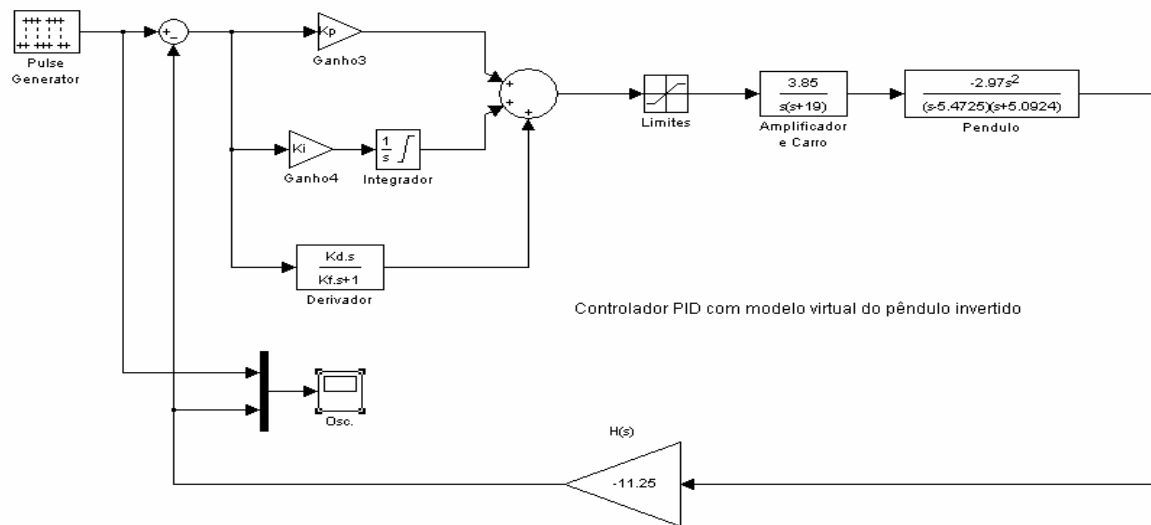 Pulse
Generator
+
-
Kp
Ganho3
Ki
Ganho4
1
s
Integrador
Kd.s
Kf.s+1
Derivador
+
+
+
Limites
3.85
s(s+19)
Amplificador
e Carro
-2.97s²
(s-5.4725)(s+5.0924)
Pendulo
Controlador PID com modelo virtual do pêndulo invertido
Osc.
H(s)
-11.25